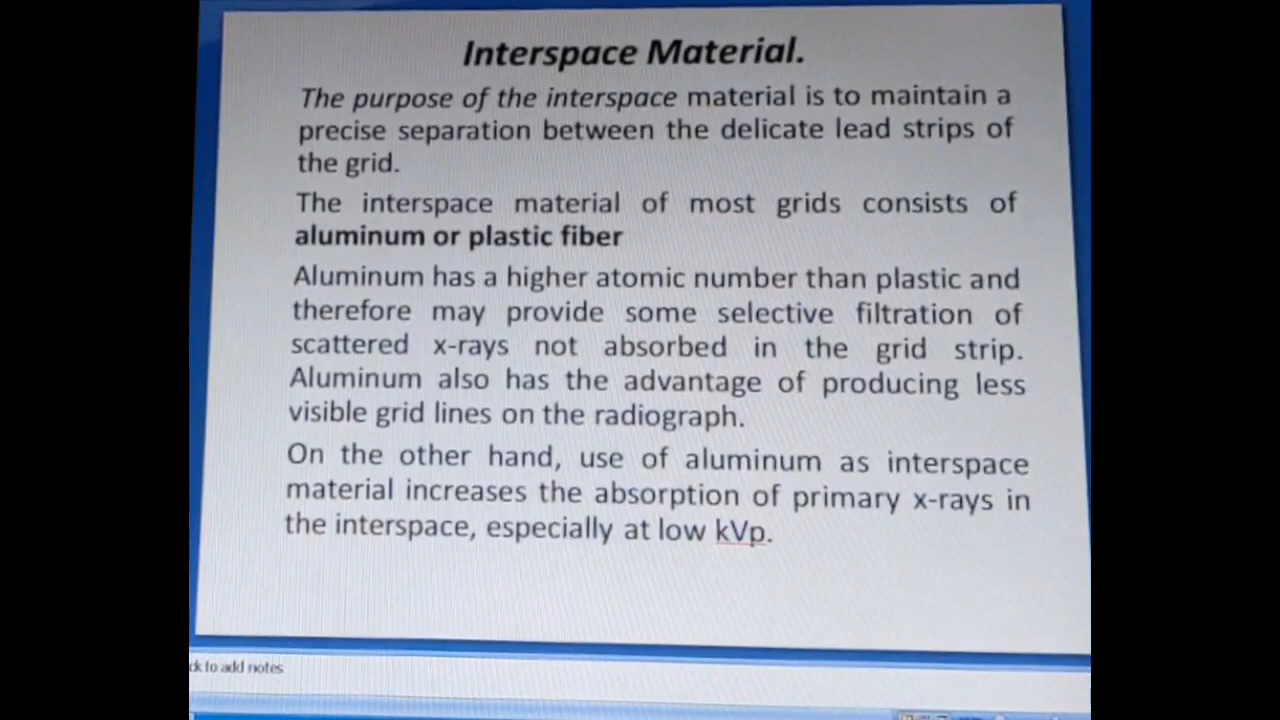 Interspace Material.
The purpose of the interspace material is to maintain a
precise separation between the delicate lead strips of
the grid.
The interspace material of most grids consists of
aluminum or plastic fiber
Aluminum has a higher atomic number than plastic and
therefore may provide some selective filtration of
scattered x-rays not absorbed in the grid strip.
Aluminum also has the advantage of producing less
visible grid lines on the radiograph.
On the other hand, use of aluminum as interspace
material increases the absorption of primary x-rays in
the interspace, especially at low kVp.
to add notes